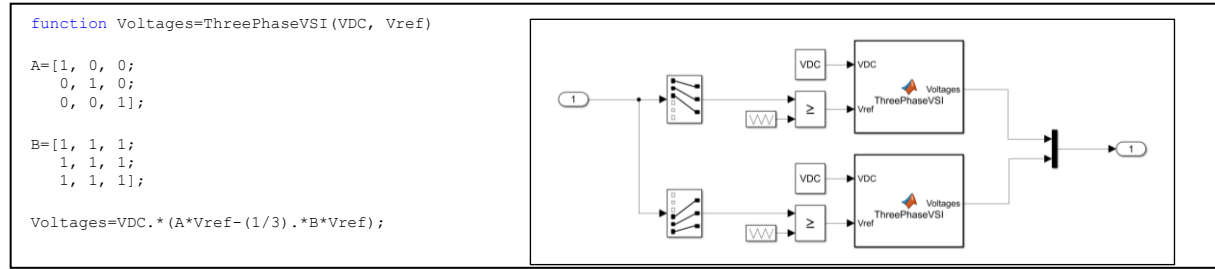 function Voltages=ThreePhaseVSI(VDC, Vref)
A=[1, 0, 0;
0, 1, 0;
0, 0, 1];
B=[1, 1, 1;
1, 1, 1;
1, 1, 1];
Voltages=VDC.*(A*Vref-(1/3).*B*Vref);
1
VDC
≥
VDC
Vref
Voltages
ThreePhaseVSI
VDC
≥
VDC
Vref
Voltages
ThreePhaseVSI
1